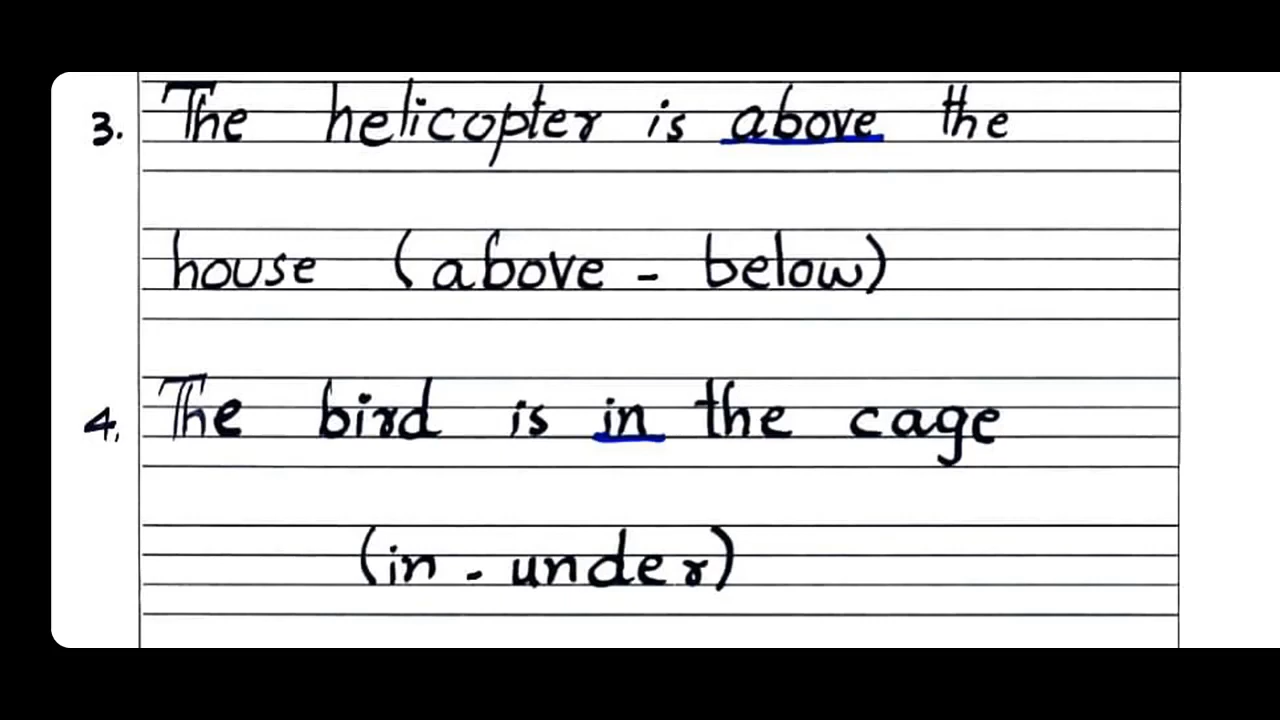 3. The helicopter is above the
house (above - below)
4. The bird is in the cage
(in - under)